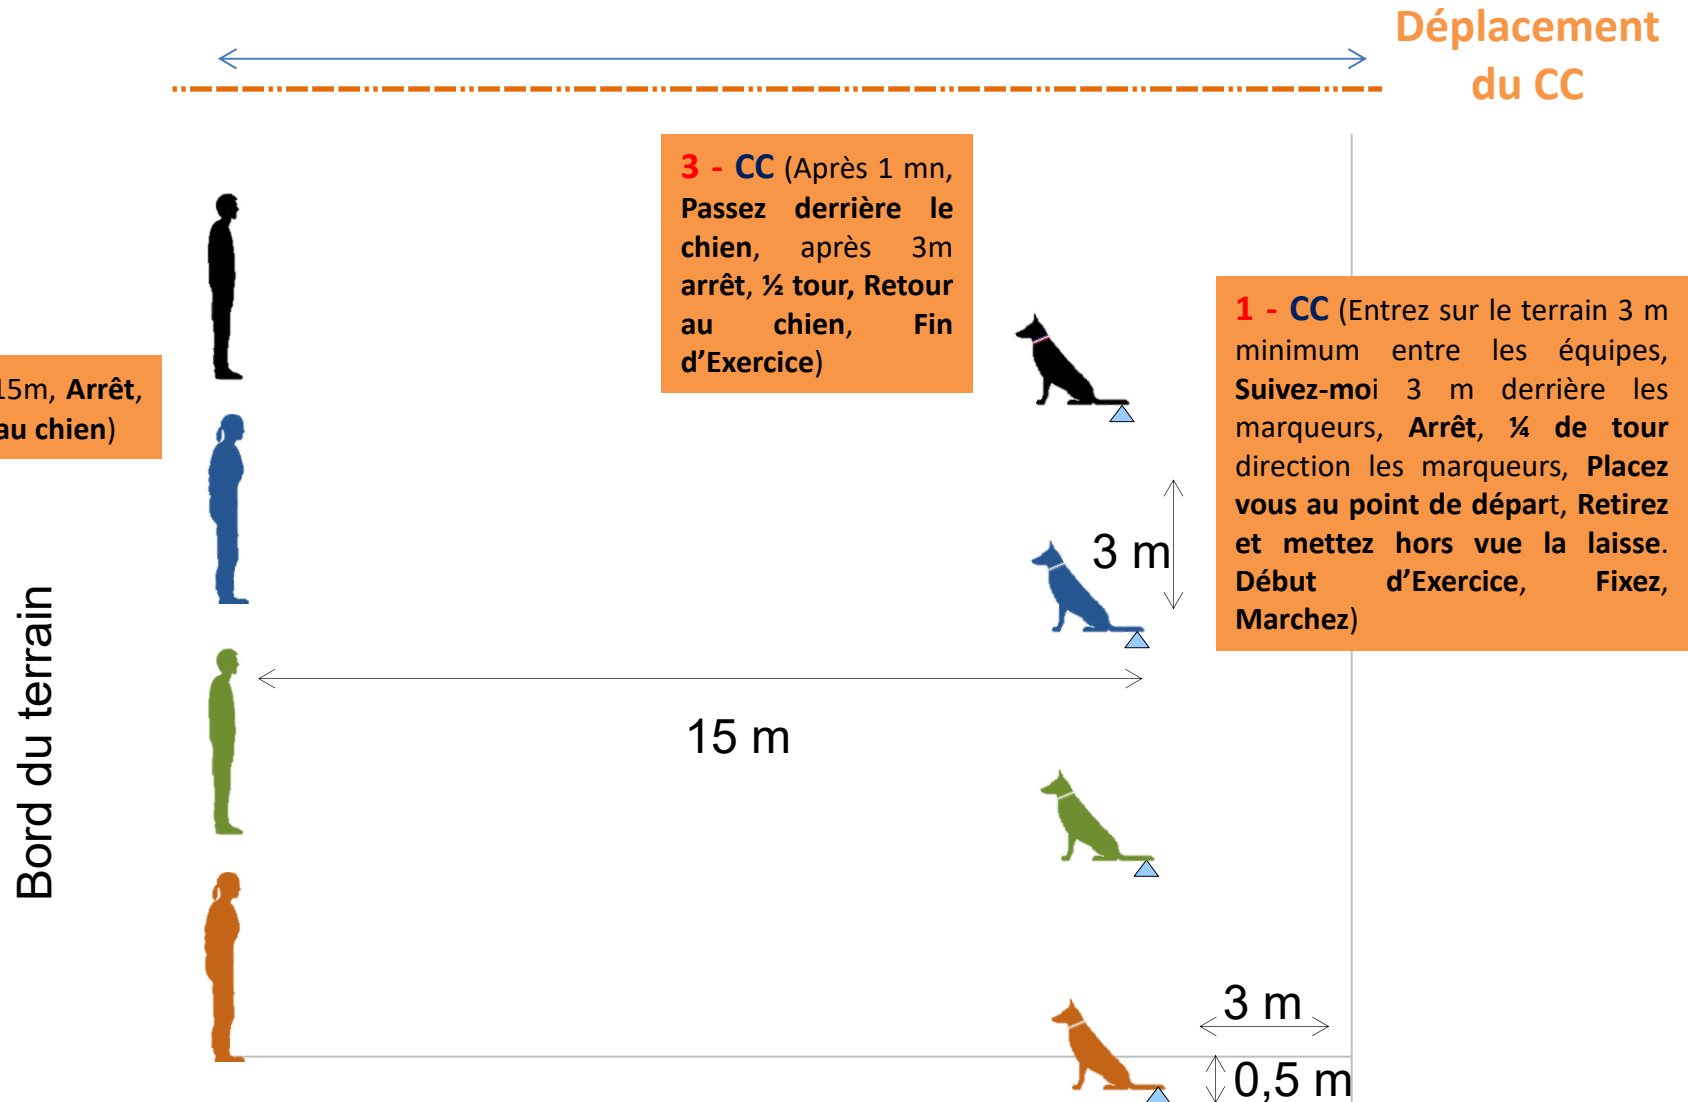 Déplacement
du CC
3 - CC (Après 1 mn,
Passez derrière le
chien, après 3m
arrêt, ½ tour, Retour
au chien, Fin
d’Exercice)
1 - CC (Entrez sur le terrain 3 m
minimum entre les équipes,
Suivez-moi 3 m derrière les
marqueurs, Arrêt, ¼ de tour
direction les marqueurs, Placez
vous au point de départ, Retirez
et mettez hors vue la laisse.
Début d’Exercice, Fixez,
Marchez)
15m, Arrêt,
au chien)
3 m
Bord du terrain
15 m
3 m
0,5 m